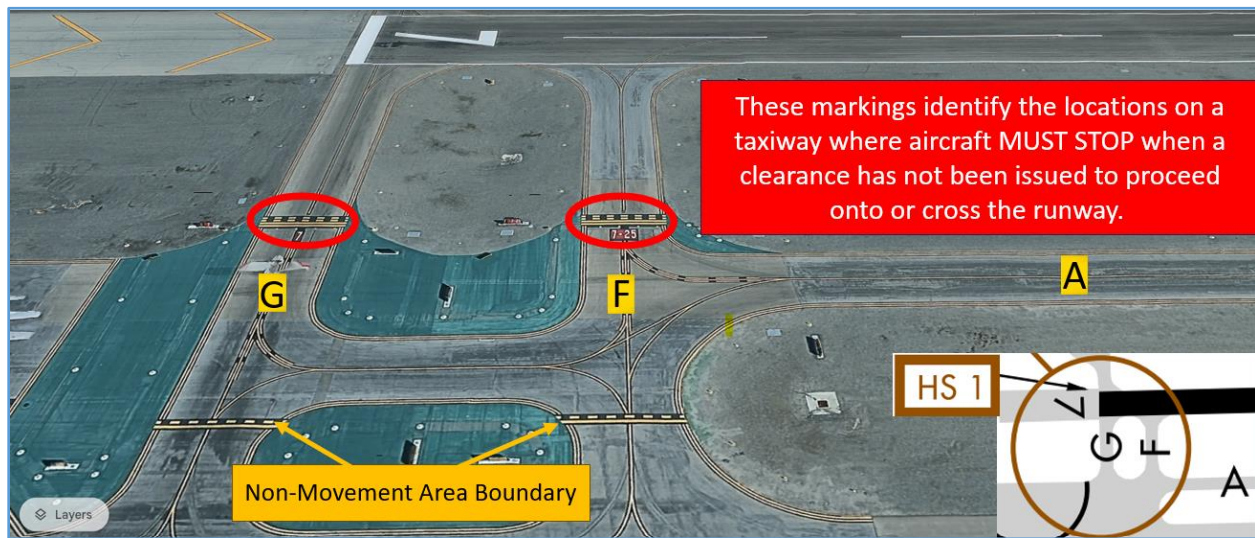 These markings identify the locations on a
taxiway where aircraft MUST STOP when a
clearance has not been issued to proceed
onto or cross the runway.
7
7-25
G
F
A
HS 1
7
G
F
A
Non-Movement Area Boundary
Layers